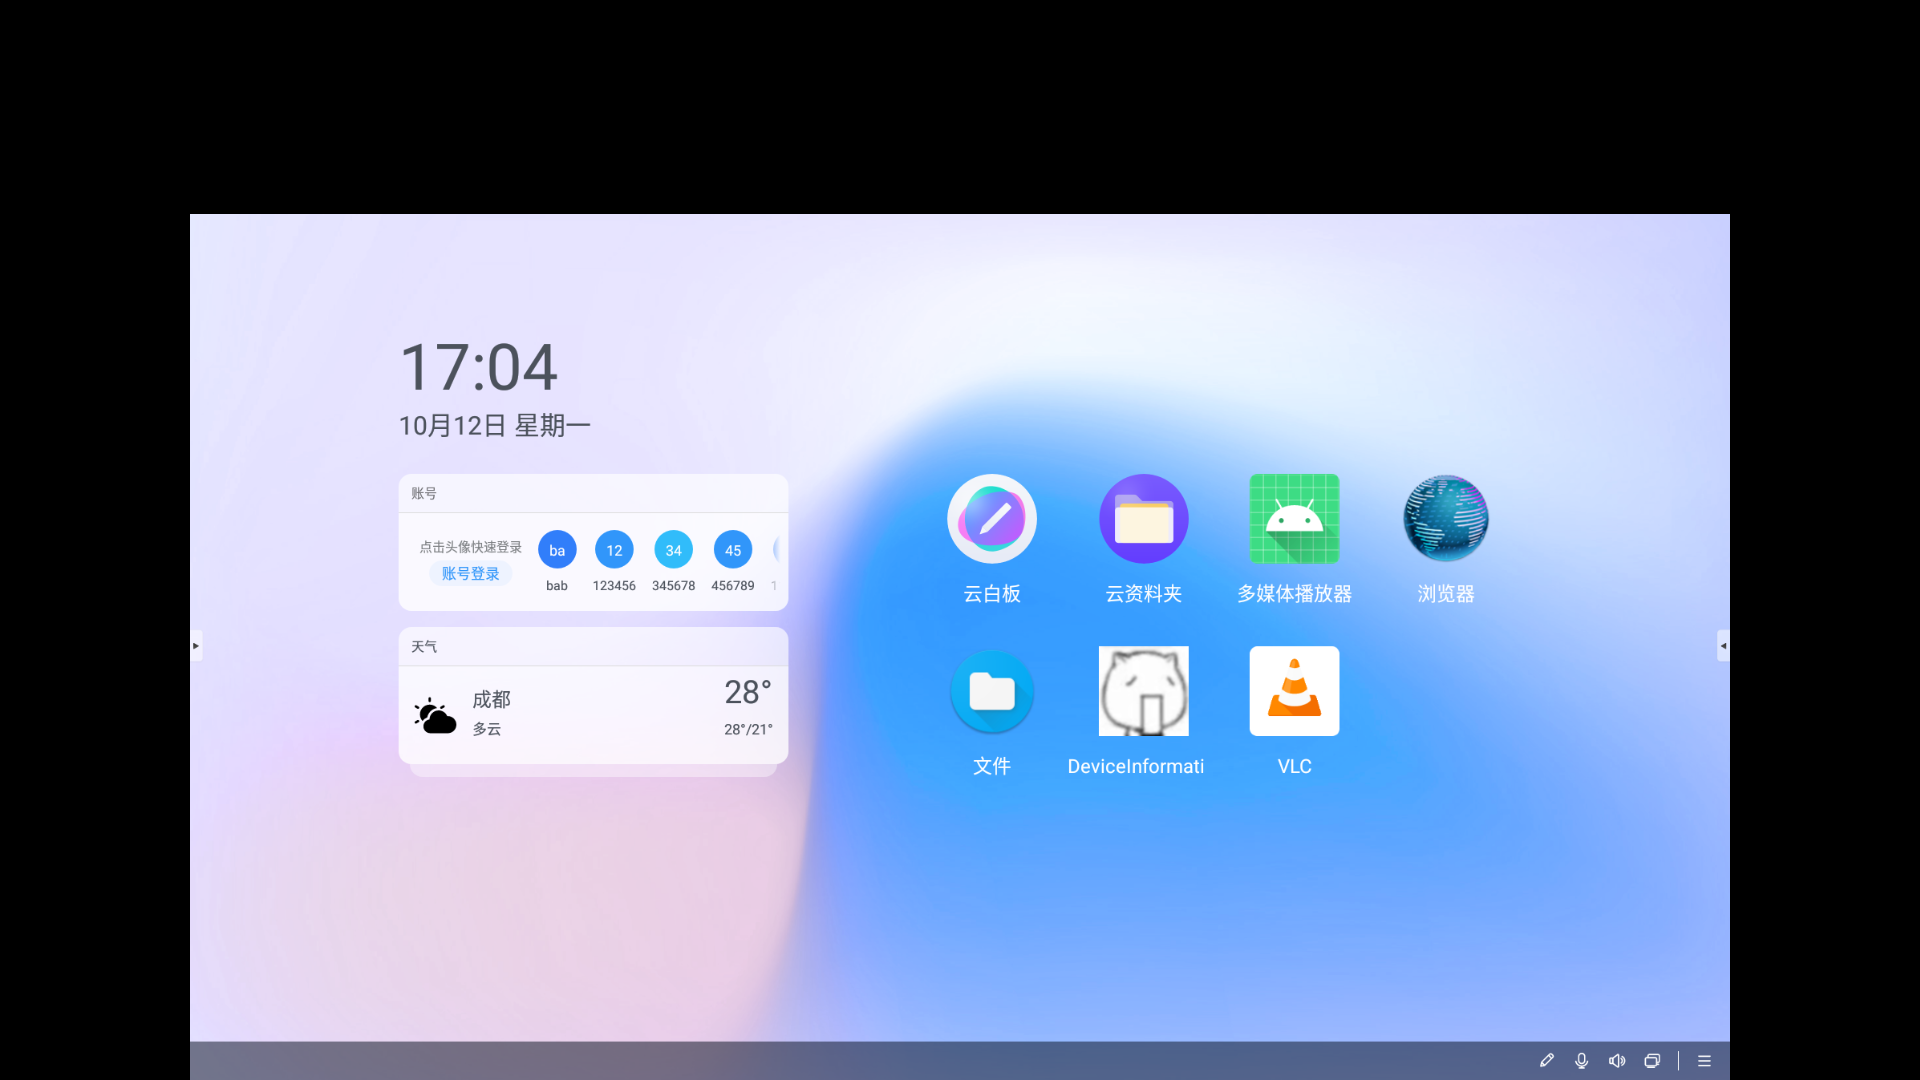 17:04
10月12日 星期一
账号
点击头像快速登录
账号登录
ba
12
34
45
bab
123456
345678
456789
1
天气
成都
多云
28°
28°/21°
云白板
云资料夹
多媒体播放器
浏览器
文件
DeviceInformati
VLC